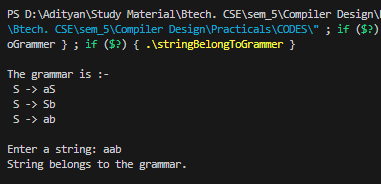 PS D:\Adityan\Study Material\Btech. CSE\sem_5\Compiler Design\
\Btech. CSE\sem_5\Compiler Design\Practicals\CODES\" ; if ($?)
oGrammer } ; if ($?) { .\stringBelongToGrammer }
The grammar is :-
S -> aS
S -> Sb
S -> ab
Enter a string: aab
String belongs to the grammar.